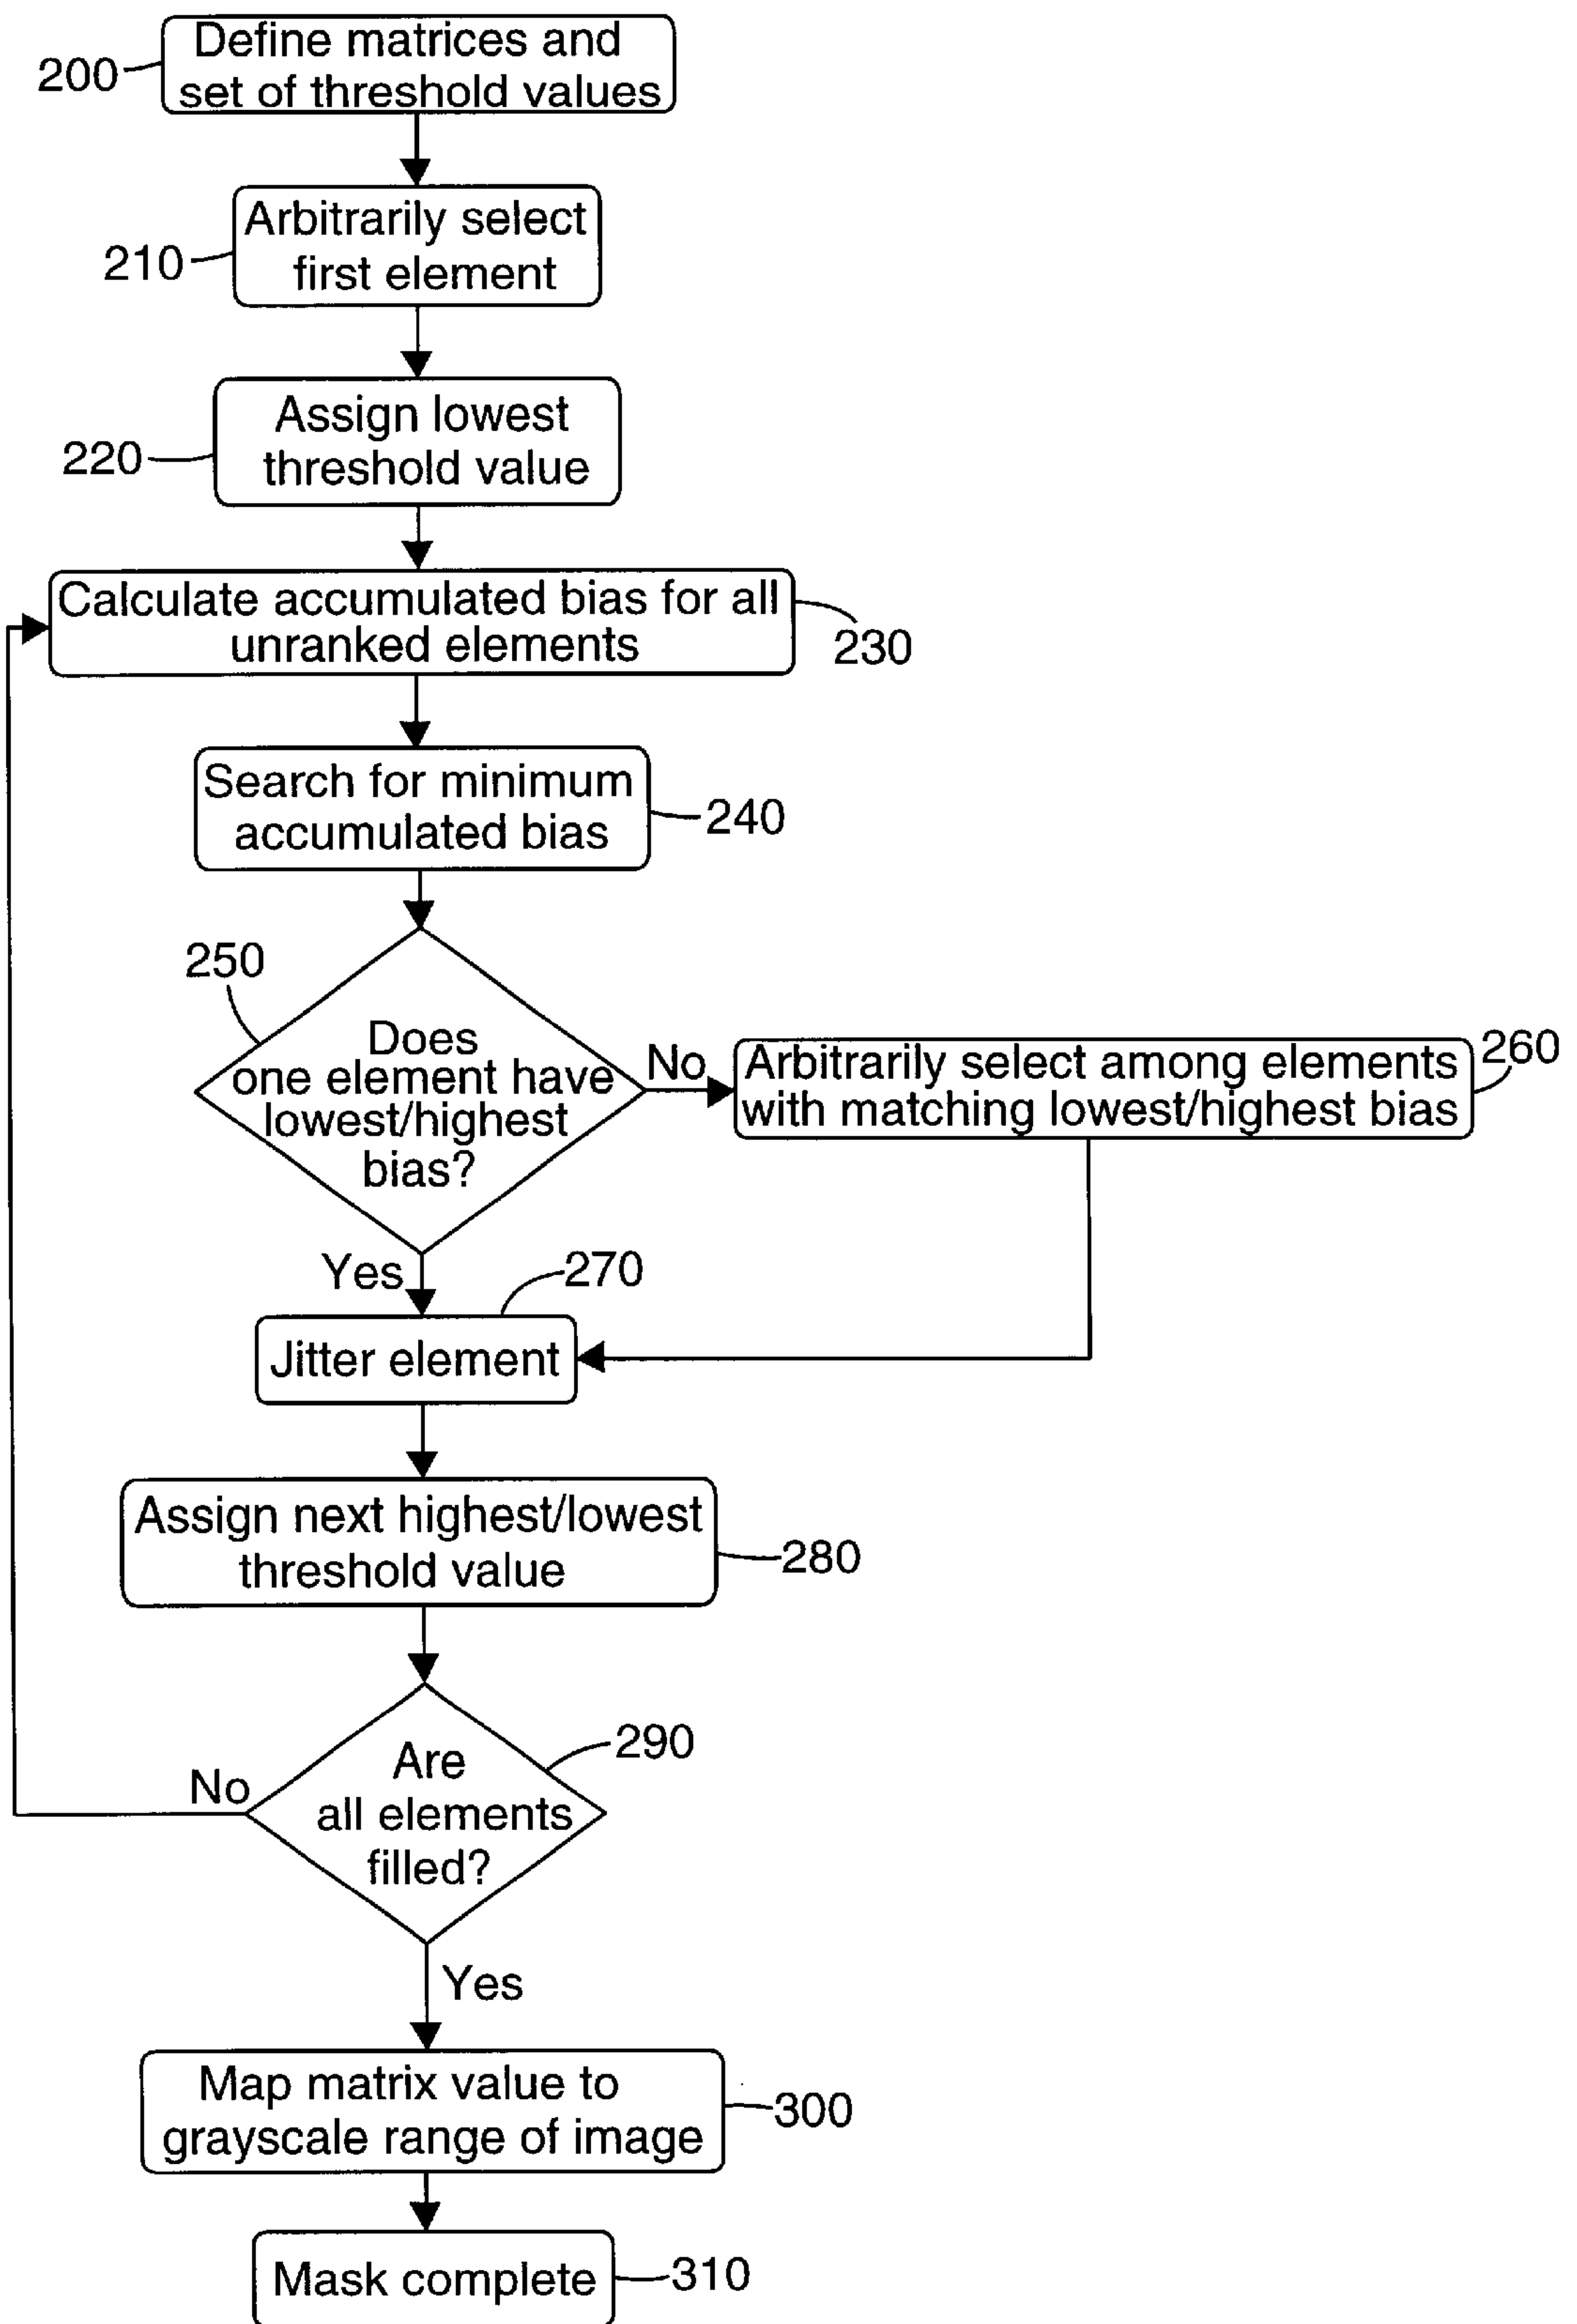 Define matrices and
set of threshold values
200
Arbitrarily select
first element
210
Assign lowest
threshold value
220
Calculate accumulated bias for all
unranked elements
230
Search for minimum
accumulated bias
240
250
Does
one element have
lowest/highest
bias?
No
Arbitrarily select among elements
with matching lowest/highest bias
260
Yes
270
Jitter element
Assign next highest/lowest
threshold value
280
290
Are
all elements
filled?
No
Yes
Map matrix value to
grayscale range of image
300
Mask complete
310